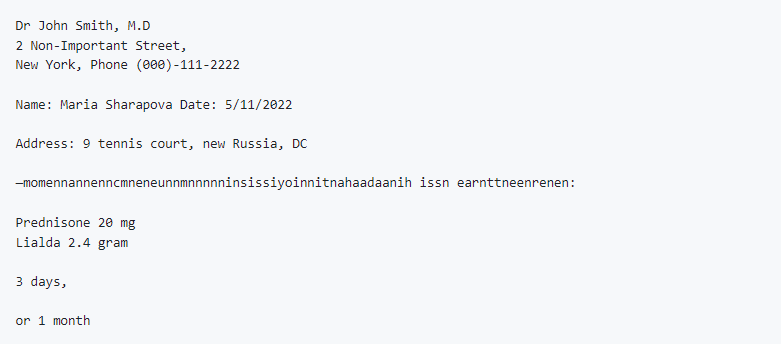 Dr John Smith, M.D
2 Non-Important Street,
New York, Phone (000)-111-2222
Name: Maria Sharapova Date: 5/11/2022
Address: 9 tennis court, new Russia, DC
—momennannenncmneneunnmnnnnninsissiyoinnitnahaadaanih issn earnttneenrenen:
Prednisone 20 mg
Lialda 2.4 gram
3 days,
or 1 month